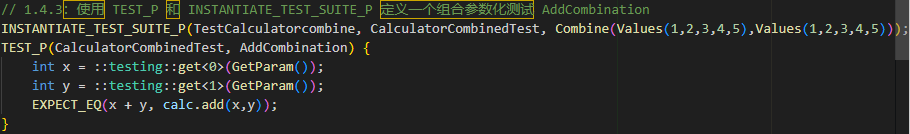 // 1.4.3: 使用 TEST_P 和 INSTANTIATE_TEST_SUITE_P 定义一个组合参数化测试 AddCombination
INSTANTIATE_TEST_SUITE_P(TestCalculatorcombine, CalculatorCombinedTest, Combine(Values(1,2,3,4,5),Values(1,2,3,4,5)));
TEST_P(CalculatorCombinedTest, AddCombination) {
    int x = ::testing::get<0>(GetParam());
    int y = ::testing::get<1>(GetParam());
    EXPECT_EQ(x + y, calc.add(x,y));
}